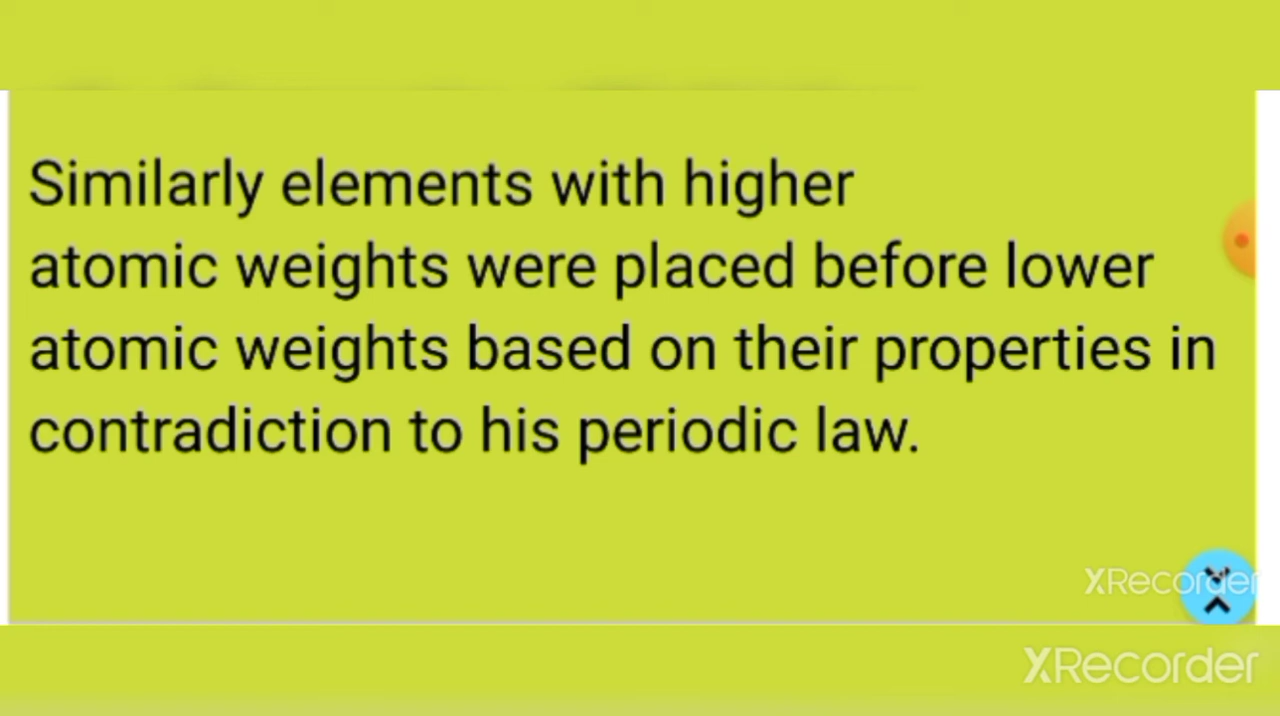 Similarly elements with higher
atomic weights were placed before lower
atomic weights based on their properties in
contradiction to his periodic law.
XRecorder
XRecorder